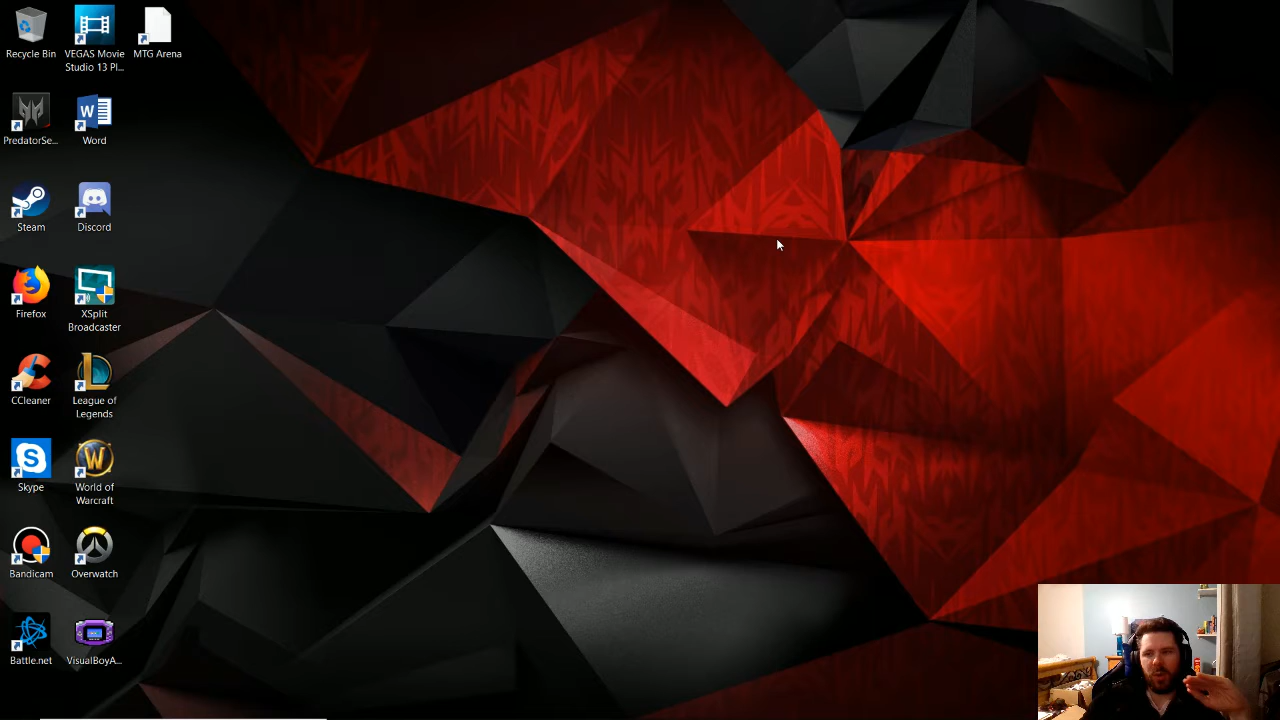 Recycle Bin
VEGAS Movie
Studio 13 Pl...
MTG Arena
PredatorSe...
Word
Steam
Discord
Firefox
XSplit
Broadcaster
CCleaner
League of
Legends
Skype
World of
Warcraft
Bandicam
Overwatch
Battle.net
VisualBoyA...